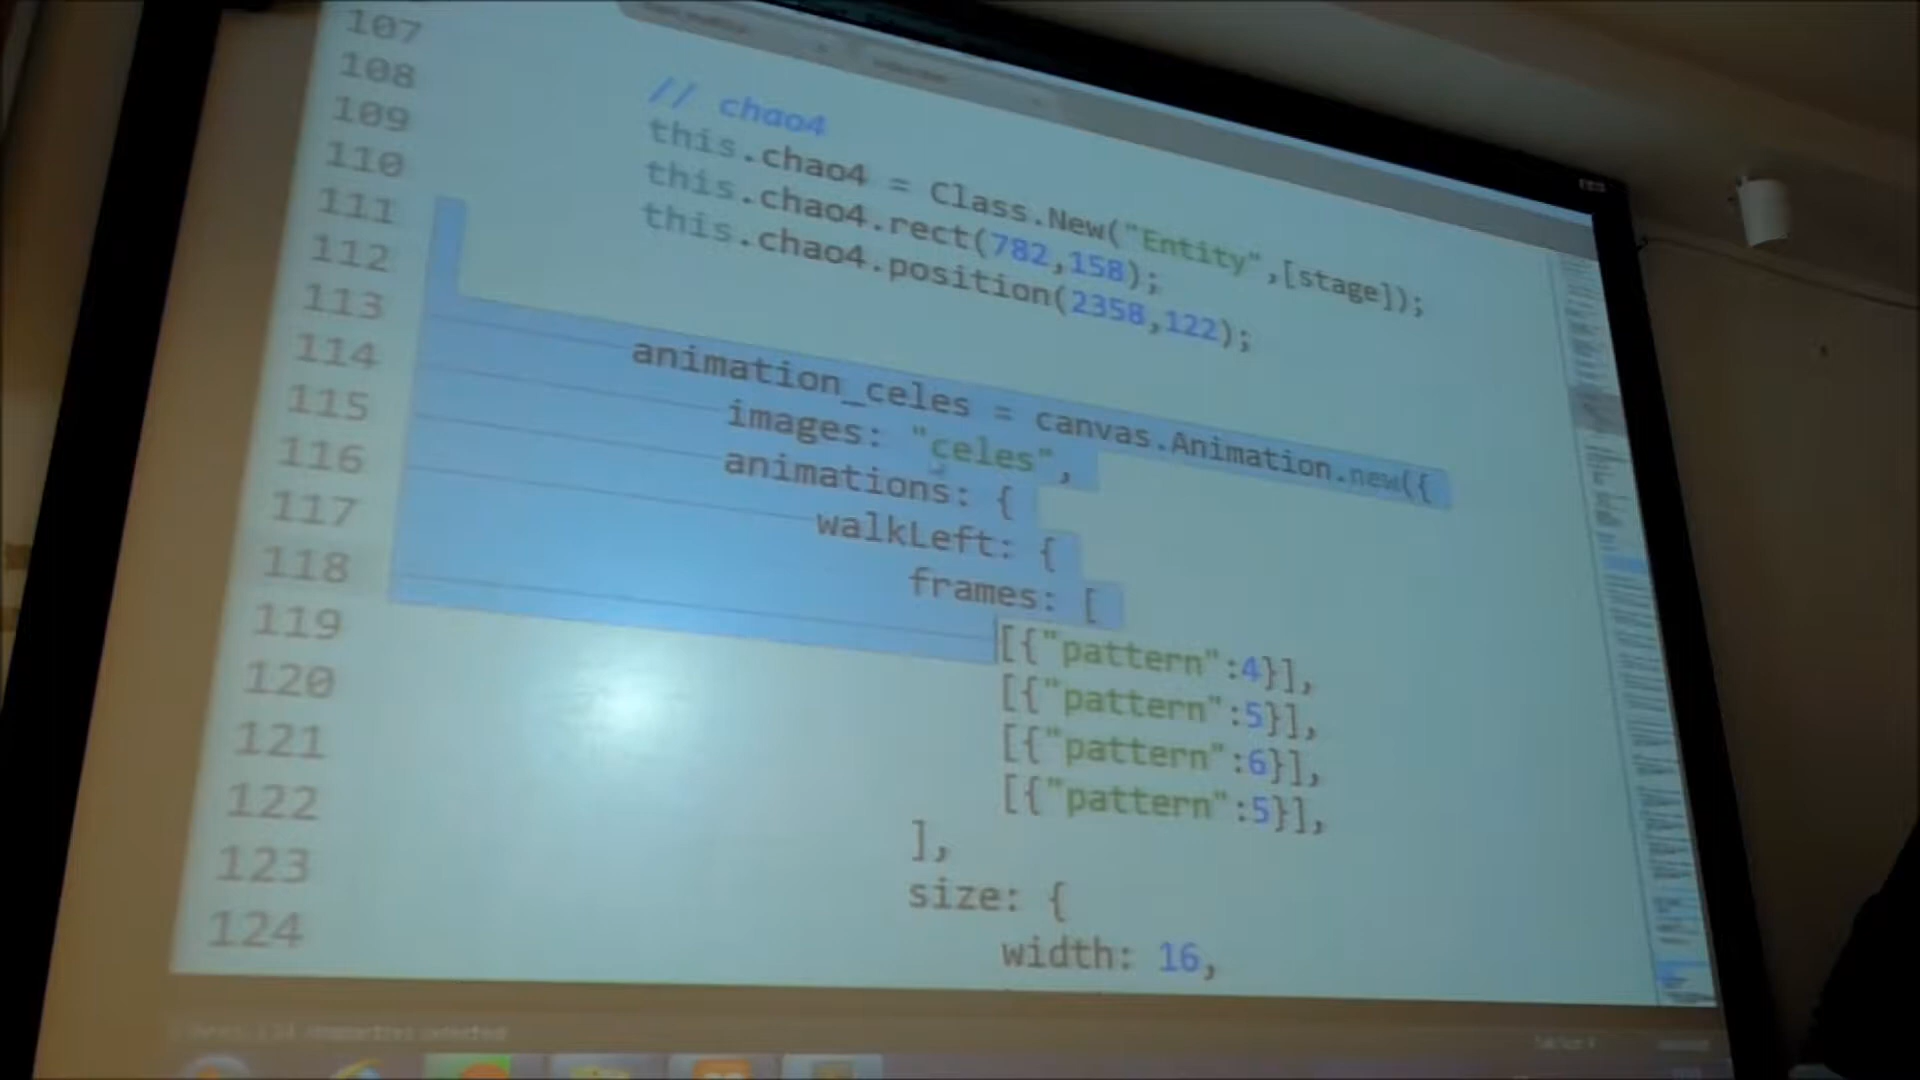 107
108 // chao4
109 this.chao4 = Class.New("Entity",[stage]);
110 this.chao4.rect(782,158);
111 this.chao4.position(2358,122);
112
113 animation_celes = canvas.Animation.new({
114 images: "celes",
115 animations: {
116 walkLeft: {
117 frames: [
118 [{"pattern":4}],
119 [{"pattern":5}],
120 [{"pattern":6}],
121 [{"pattern":5}],
122 ],
123 size: {
124 width: 16,